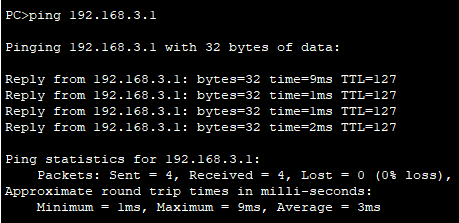 PC>ping 192.168.3.1
Pinging 192.168.3.1 with 32 bytes of data:
Reply from 192.168.3.1: bytes=32 time=9ms TTL=127
Reply from 192.168.3.1: bytes=32 time=1ms TTL=127
Reply from 192.168.3.1: bytes=32 time=1ms TTL=127
Reply from 192.168.3.1: bytes=32 time=2ms TTL=127
Ping statistics for 192.168.3.1:
    Packets: Sent = 4, Received = 4, Lost = 0 (0% loss),
Approximate round trip times in milli-seconds:
    Minimum = 1ms, Maximum = 9ms, Average = 3ms